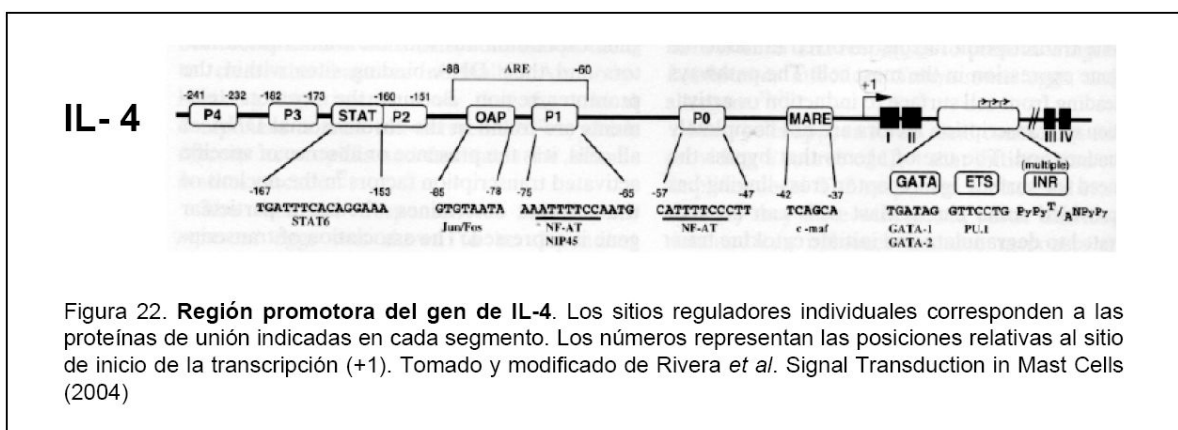 -88 ARE -60
+1
-241 -232 -182 -173 -160 -151
IL- 4 P4 P3 STAT P2 OAP P1 P0 MARE
I II III IV
(multiple)
GATA ETS INR
-167 -153 -85 -78 -75 -65 -57 -47 -42 -37
TGATTTCACAGGAAA GTGTAATA AAATTTTCCAATG CATTTTCCCTT TCAGCA TGATAG GTTCCTG
STAT6 Jun/Fos NF-AT NF-AT c -maf GATA-1 PU.1
NIP45 GATA-2
Figura 22. Región promotora del gen de IL-4. Los sitios reguladores individuales corresponden a las
proteínas de unión indicadas en cada segmento. Los números representan las posiciones relativas al sitio
de inicio de la transcripción (+1). Tomado y modificado de Rivera et al. Signal Transduction in Mast Cells
(2004)